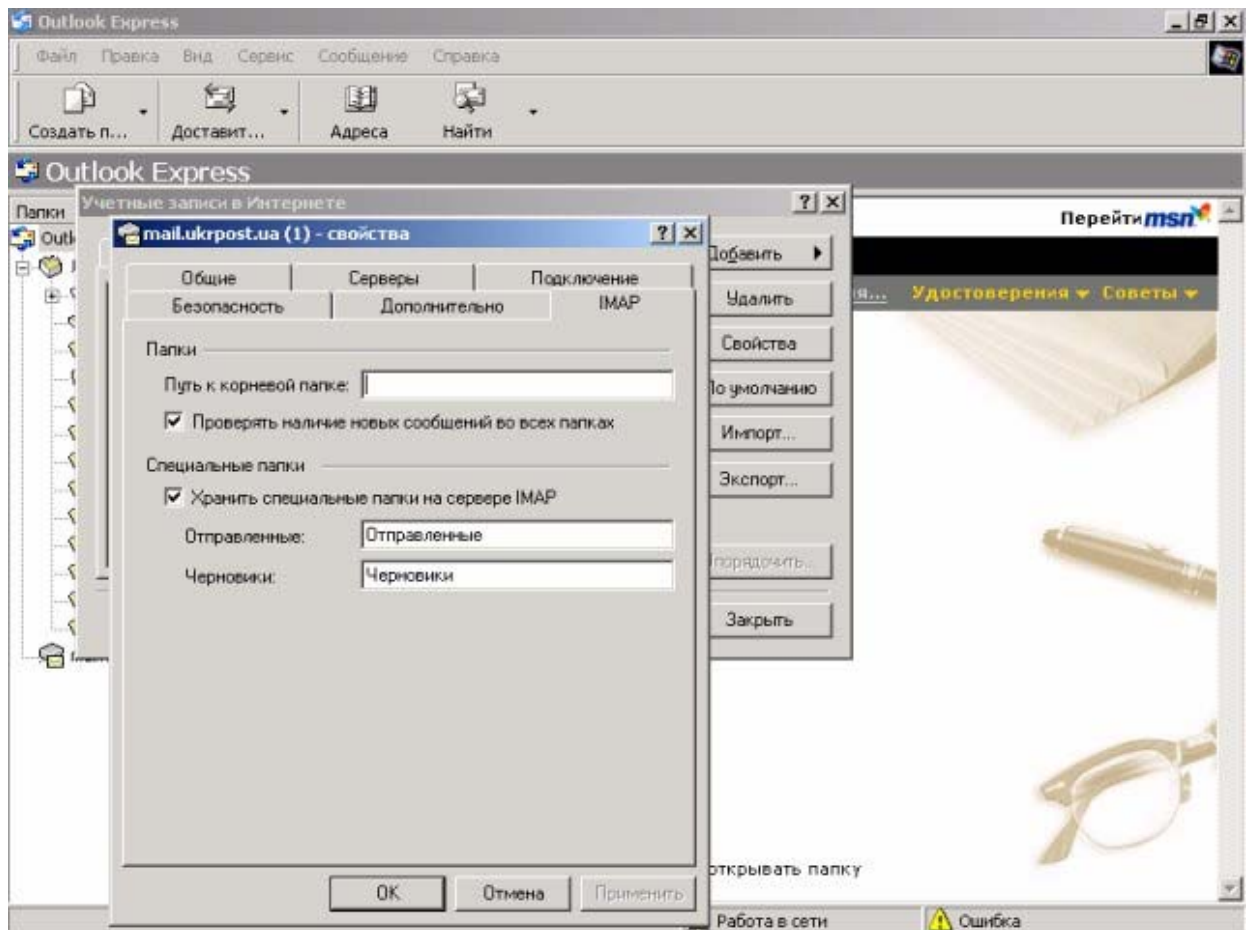 Outlook Express
Файл Правка Вид Сервис Сообщение Справка
Создать п... Доставит... Адреса Найти
Outlook Express
Учетные записи в Интернете
Папки
Перейти msn
Outl
mail.ukrpost.ua (1) - свойства
Добавить
Общие Серверы Подключение
Безопасность Дополнительно IMAP
Удалить
я... Удостоверения Советы
Папки
Свойства
Путь к корневой папке:
По умолчанию
Проверять наличие новых сообщений во всех папках
Импорт...
Специальные папки
Экспорт...
Хранить специальные папки на сервере IMAP
Отправленные: Отправленные
Упорядочить...
Черновики: Черновики
Закрыть
открывать папку
OK Отмена Применить
Работа в сети Ошибка